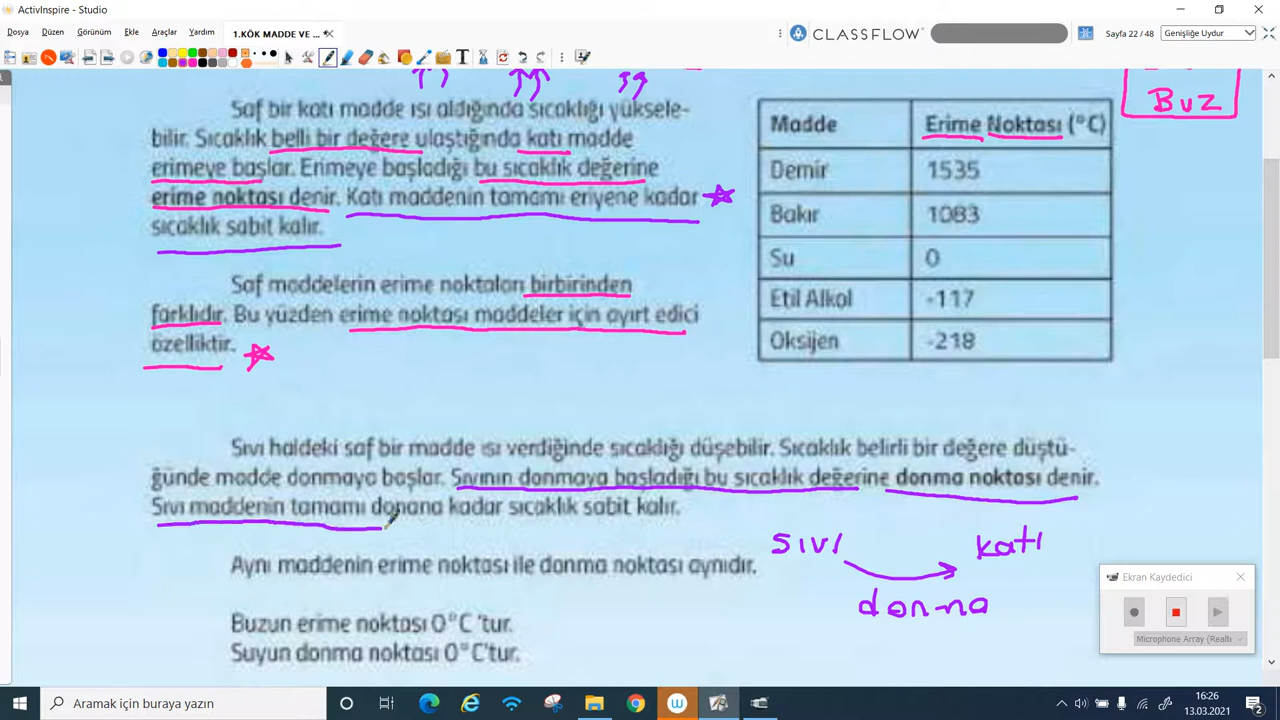 ActivInspire - Studio
Dosya Düzen Görünüm Ekle Araçlar Yardım 1.KÖK MADDE VE ... CLASSFLOW Sayfa 22 / 48 Genişliğe Uydur
BUZ
Saf bir katı madde ısı aldığında sıcaklığı yüksele-
bilir. Sıcaklık belli bir değere ulaştığında katı madde
erimeye başlar. Erimeye başladığı bu sıcaklık değerine
erime noktası denir. Katı maddenin tamamı eriyene kadar
sıcaklık sabit kalır.
Saf maddelerin erime noktaları birbirinden
farklıdır. Bu yüzden erime noktası maddeler için ayırt edici
özelliktir.
Madde Erime Noktası (°C)
Demir 1535
Bakır 1083
Su 0
Etil Alkol -117
Oksijen -218
Sıvı haldeki saf bir madde ısı verdiğinde sıcaklığı düşebilir. Sıcaklık belirli bir değere düştü-
ğünde madde donmaya başlar. Sıvının donmaya başladığı bu sıcaklık değerine donma noktası denir.
Sıvı maddenin tamamı donana kadar sıcaklık sabit kalır.
sıvı katı
donma
Aynı maddenin erime noktası ile donma noktası aynıdır.
Buzun erime noktası 0°C 'tur.
Suyun donma noktası 0°C'tur.
Ekran Kaydedici
Microphone Array (Realt
Aramak için buraya yazın
16:26
13.03.2021
2